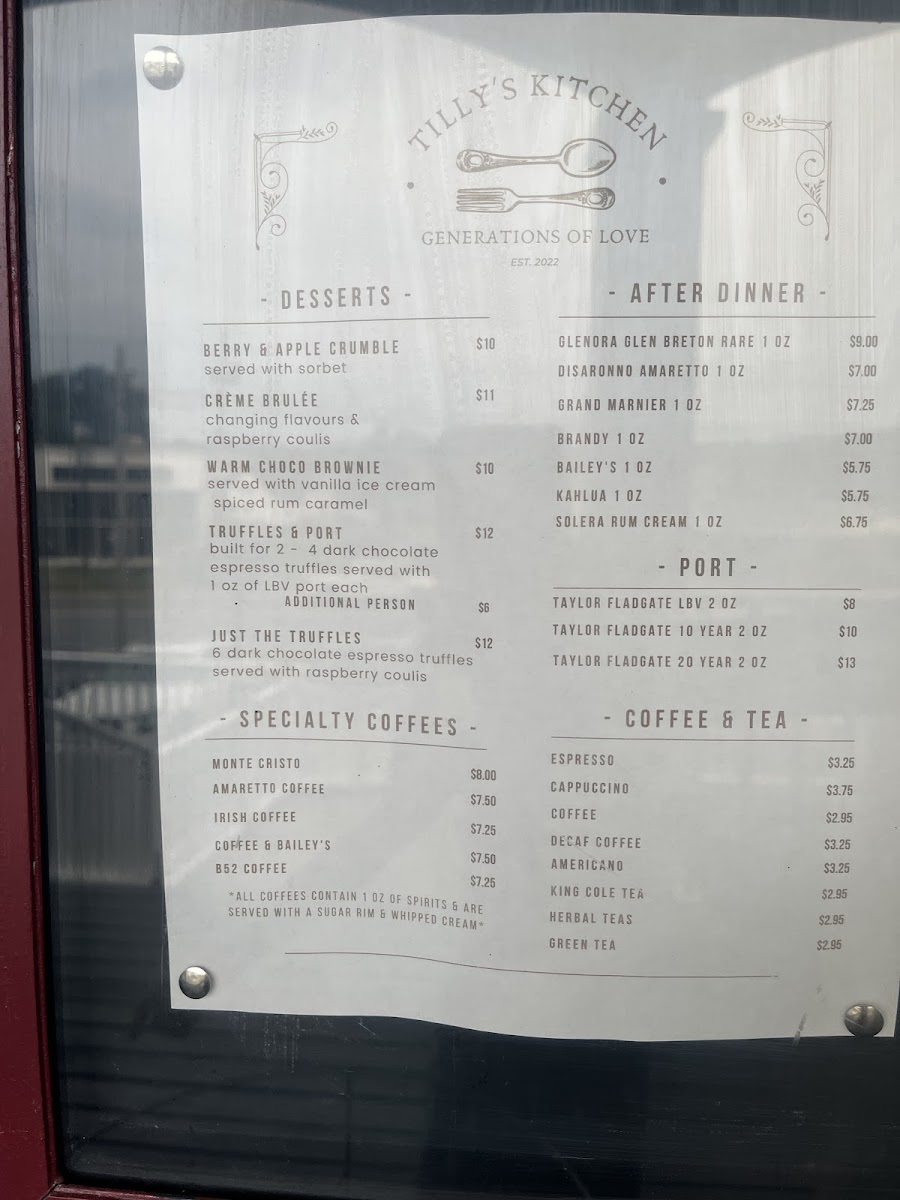 TILLY'S KITCHEN
GENERATIONS OF LOVE
EST. 2022
- DESSERTS -
BERRY & APPLE CRUMBLE $10
served with sorbet
CRÈME BRULÉE $11
changing flavours &
raspberry coulis
WARM CHOCO BROWNIE $10
served with vanilla ice cream
spiced rum caramel
TRUFFLES & PORT $12
built for 2 - 4 dark chocolate
espresso truffles served with
1 oz of LBV port each
ADDITIONAL PERSON $6
JUST THE TRUFFLES $12
6 dark chocolate espresso truffles
served with raspberry coulis
- SPECIALTY COFFEES -
MONTE CRISTO $8.00
AMARETTO COFFEE $7.50
IRISH COFFEE $7.25
COFFEE & BAILEY'S $7.50
B52 COFFEE $7.25
*ALL COFFEES CONTAIN 1 OZ OF SPIRITS & ARE
SERVED WITH A SUGAR RIM & WHIPPED CREAM*
- AFTER DINNER -
GLENORA GLEN BRETON RARE 1 OZ $9.00
DISARONNO AMARETTO 1 OZ $7.00
GRAND MARNIER 1 OZ $7.25
BRANDY 1 OZ $7.00
BAILEY'S 1 OZ $5.75
KAHLUA 1 OZ $5.75
SOLERA RUM CREAM 1 OZ $6.75
- PORT -
TAYLOR FLADGATE LBV 2 OZ $8
TAYLOR FLADGATE 10 YEAR 2 OZ $10
TAYLOR FLADGATE 20 YEAR 2 OZ $13
- COFFEE & TEA -
ESPRESSO $3.25
CAPPUCCINO $3.75
COFFEE $2.95
DECAF COFFEE $3.25
AMERICANO $3.25
KING COLE TEA $2.95
HERBAL TEAS $2.95
GREEN TEA $2.95